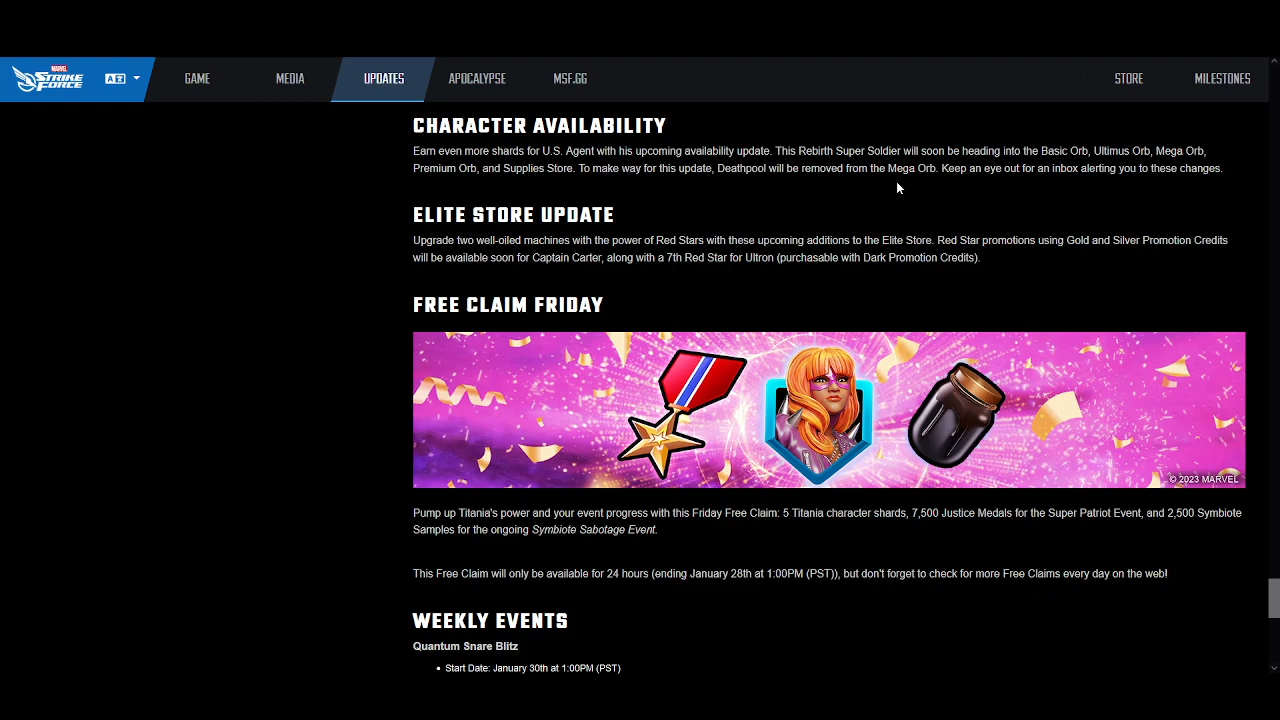 MARVEL
STRIKE
FORCE
GAME
MEDIA
UPDATES
APOCALYPSE
MSF.GG
STORE
MILESTONES
CHARACTER AVAILABILITY
Earn even more shards for U.S. Agent with his upcoming availability update. This Rebirth Super Soldier will soon be heading into the Basic Orb, Ultimus Orb, Mega Orb,
Premium Orb, and Supplies Store. To make way for this update, Deathpool will be removed from the Mega Orb. Keep an eye out for an inbox alerting you to these changes.
ELITE STORE UPDATE
Upgrade two well-oiled machines with the power of Red Stars with these upcoming additions to the Elite Store. Red Star promotions using Gold and Silver Promotion Credits
will be available soon for Captain Carter, along with a 7th Red Star for Ultron (purchasable with Dark Promotion Credits).
FREE CLAIM FRIDAY
© 2023 MARVEL
Pump up Titania's power and your event progress with this Friday Free Claim: 5 Titania character shards, 7,500 Justice Medals for the Super Patriot Event, and 2,500 Symbiote
Samples for the ongoing Symbiote Sabotage Event.
This Free Claim will only be available for 24 hours (ending January 28th at 1:00PM (PST)), but don't forget to check for more Free Claims every day on the web!
WEEKLY EVENTS
Quantum Snare Blitz
• Start Date: January 30th at 1:00PM (PST)